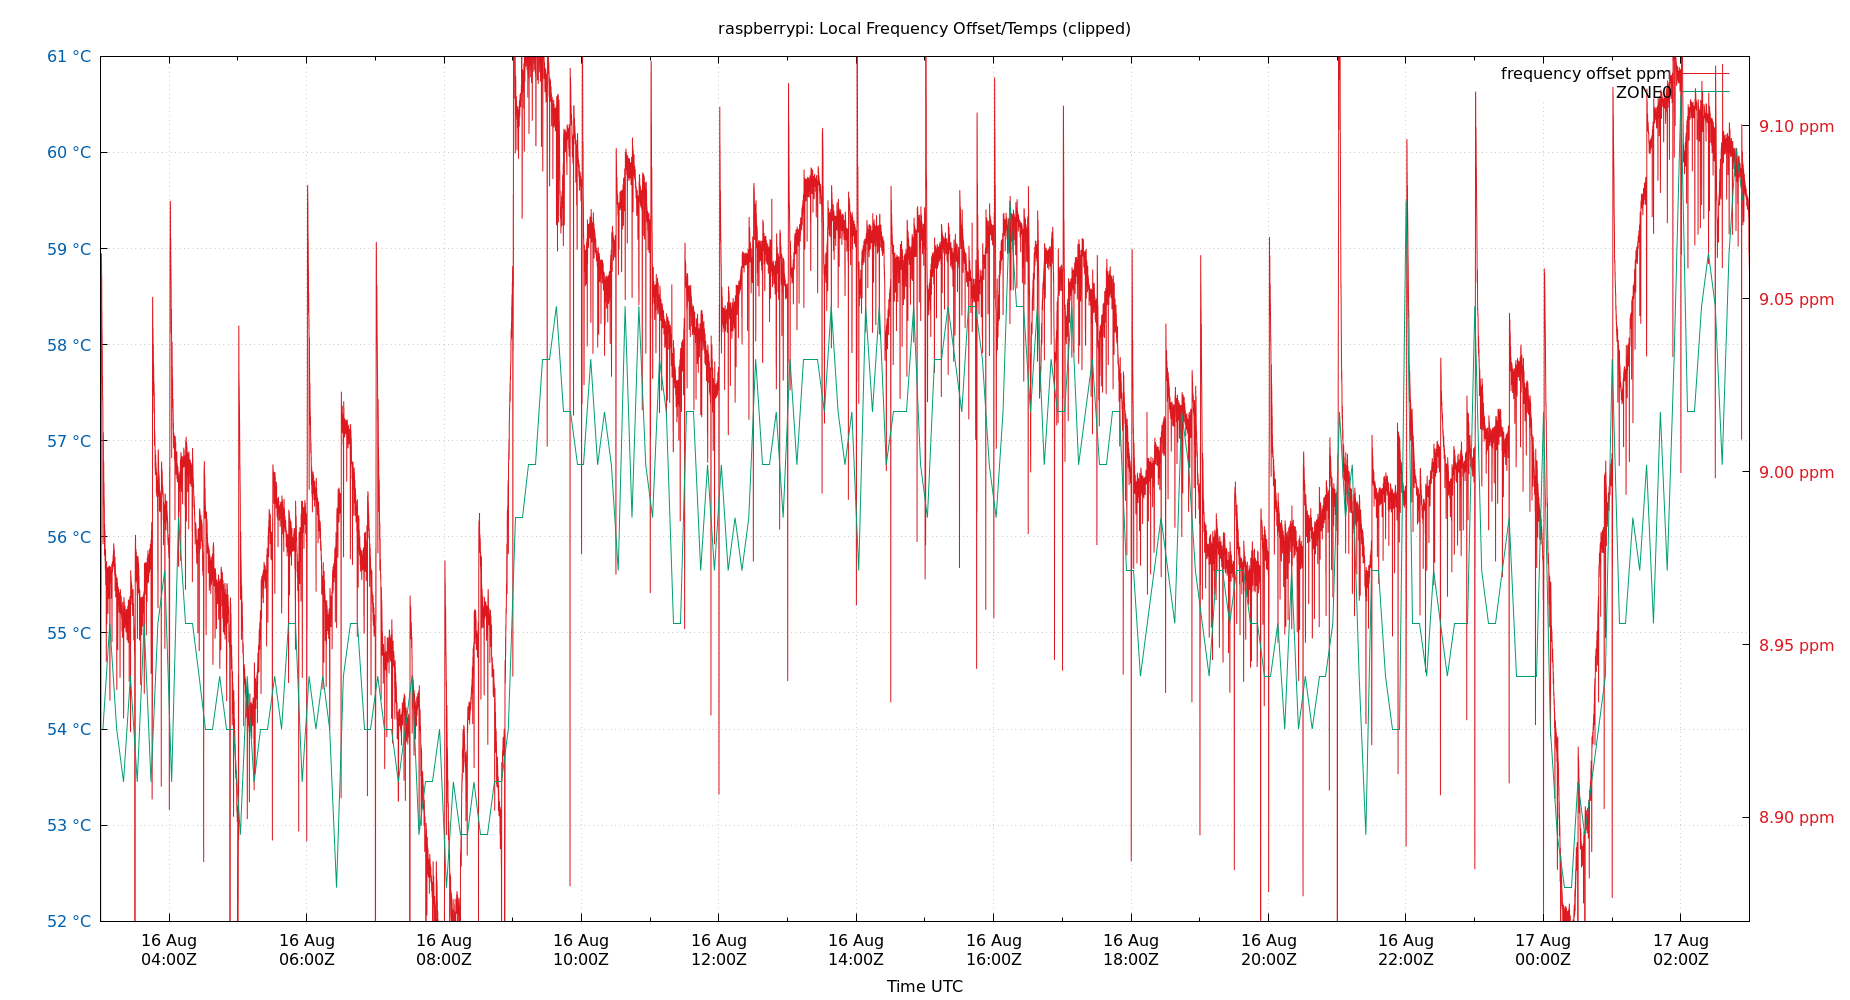 raspberrypi: Local Frequency Offset/Temps (clipped)
61 °C
60 °C
59 °C
58 °C
57 °C
56 °C
55 °C
54 °C
53 °C
52 °C
frequency offset ppm
ZONE0
9.10 ppm
9.05 ppm
9.00 ppm
8.95 ppm
8.90 ppm
16 Aug
04:00Z
16 Aug
06:00Z
16 Aug
08:00Z
16 Aug
10:00Z
16 Aug
12:00Z
16 Aug
14:00Z
16 Aug
16:00Z
16 Aug
18:00Z
16 Aug
20:00Z
16 Aug
22:00Z
17 Aug
00:00Z
17 Aug
02:00Z
Time UTC